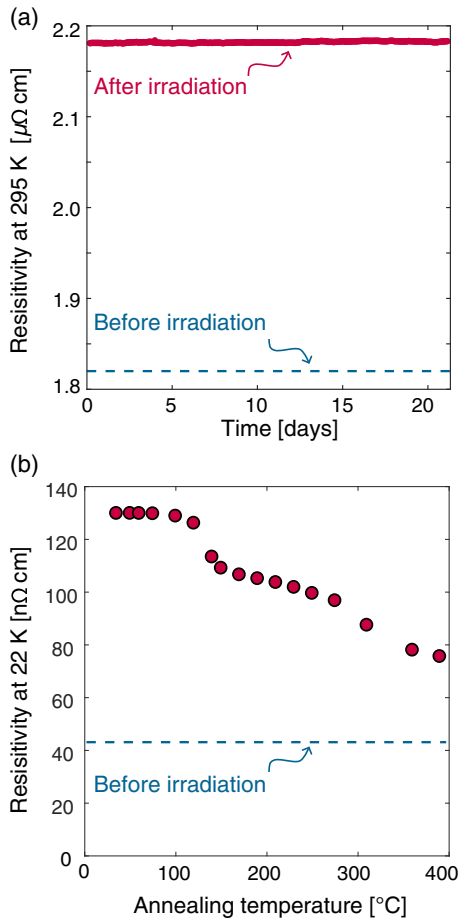 (a)
2.2
2.1
2.0
1.9
1.8
Resisitivity at 295 K [μΩ cm]
After irradiation
Before irradiation
0 5 10 15 20
Time [days]
(b)
140
120
100
80
60
40
20
0
Resisitivity at 22 K [nΩ cm]
Before irradiation
0 100 200 300 400
Annealing temperature [°C]